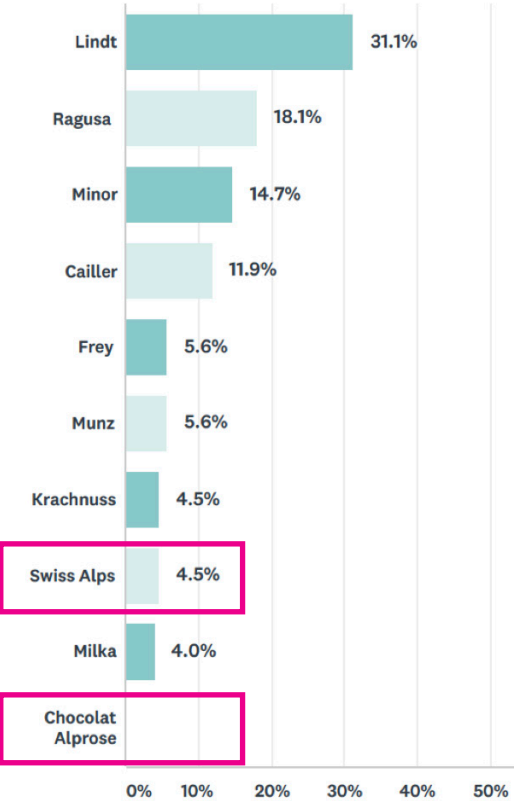 Lindt 31.1%
Ragusa 18.1%
Minor 14.7%
Cailler 11.9%
Frey 5.6%
Munz 5.6%
Krachnuss 4.5%
Swiss Alps 4.5%
Milka 4.0%
Chocolat
Alprose
0% 10% 20% 30% 40% 50%